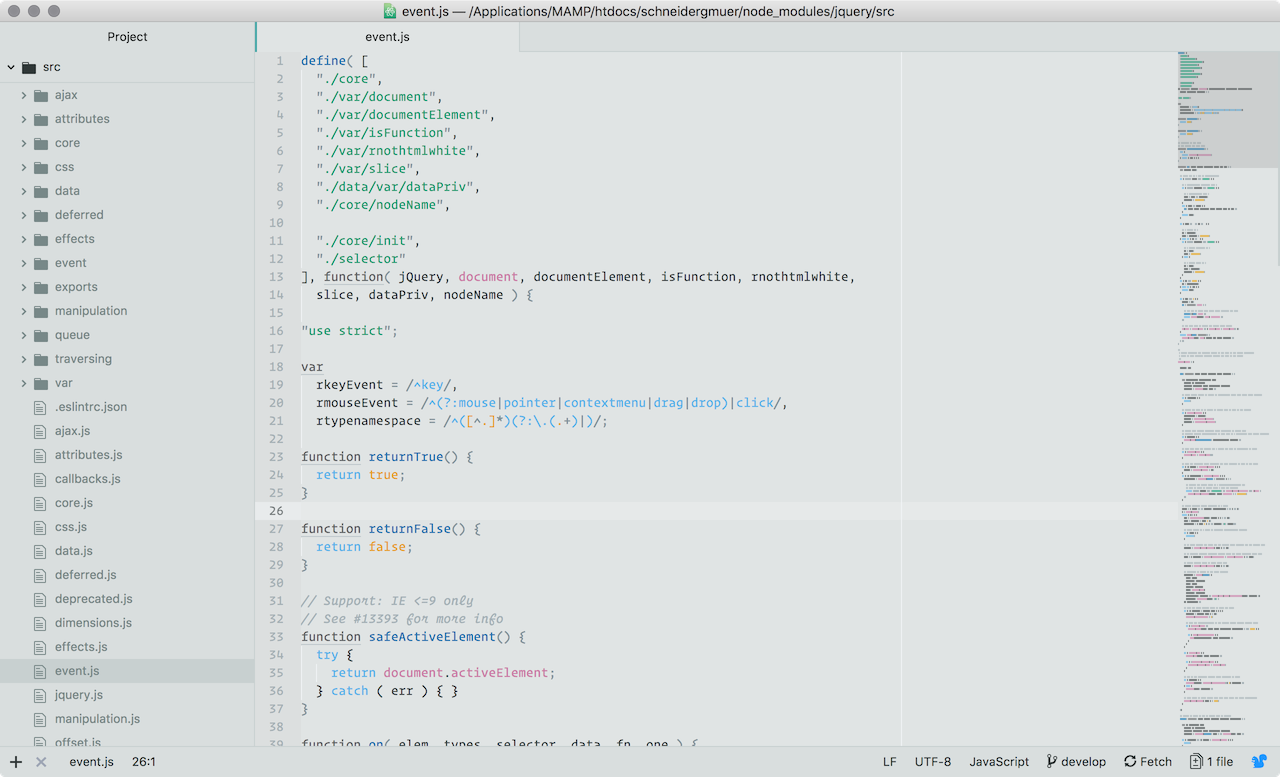 event.js — /Applications/MAMP/htdocs/schneidergmuer/node_modules/jquery/src
Project
src
ajax
attributes
core
css
data
deferred
effects
event
exports
manipulation
queue
traversing
var
.eslintrc.json
ajax.js
attributes.js
callbacks.js
core.js
css.js
data.js
deferred.js
deprecated.js
dimensions.js
effects.js
event.js
jquery.js
manipulation.js
offset.js
event.js
1 define( [
2 "./core",
3 "./var/document",
4 "./var/documentElement",
5 "./var/isFunction",
6 "./var/rnothtmlwhite",
7 "./var/slice",
8 "./data/var/dataPriv",
9 "./core/nodeName",
10
11 "./core/init",
12 "./selector"
13 ], function( jQuery, document, documentElement, isFunction, rnothtmlwhite,
14 slice, dataPriv, nodeName ) {
15
16 "use strict";
17
18 var
19 rkeyEvent = /^key/,
20 rmouseEvent = /^(?:mouse|pointer|contextmenu|drag|drop)|click/,
21 rtypenamespace = /^([^.]*)(?:\.(.+)|)/;
22
23 function returnTrue() {
24 return true;
25 }
26
27 function returnFalse() {
28 return false;
29 }
30
31 // Support: IE <=9 only
32 // See #13393 for more info
33 function safeActiveElement() {
34 try {
35 return document.activeElement;
36 } catch ( err ) { }
37 }
38
39 function on( elem, types, selector, data, fn, one ) {
event.js 26:1
LF UTF-8 JavaScript develop Fetch 1 file